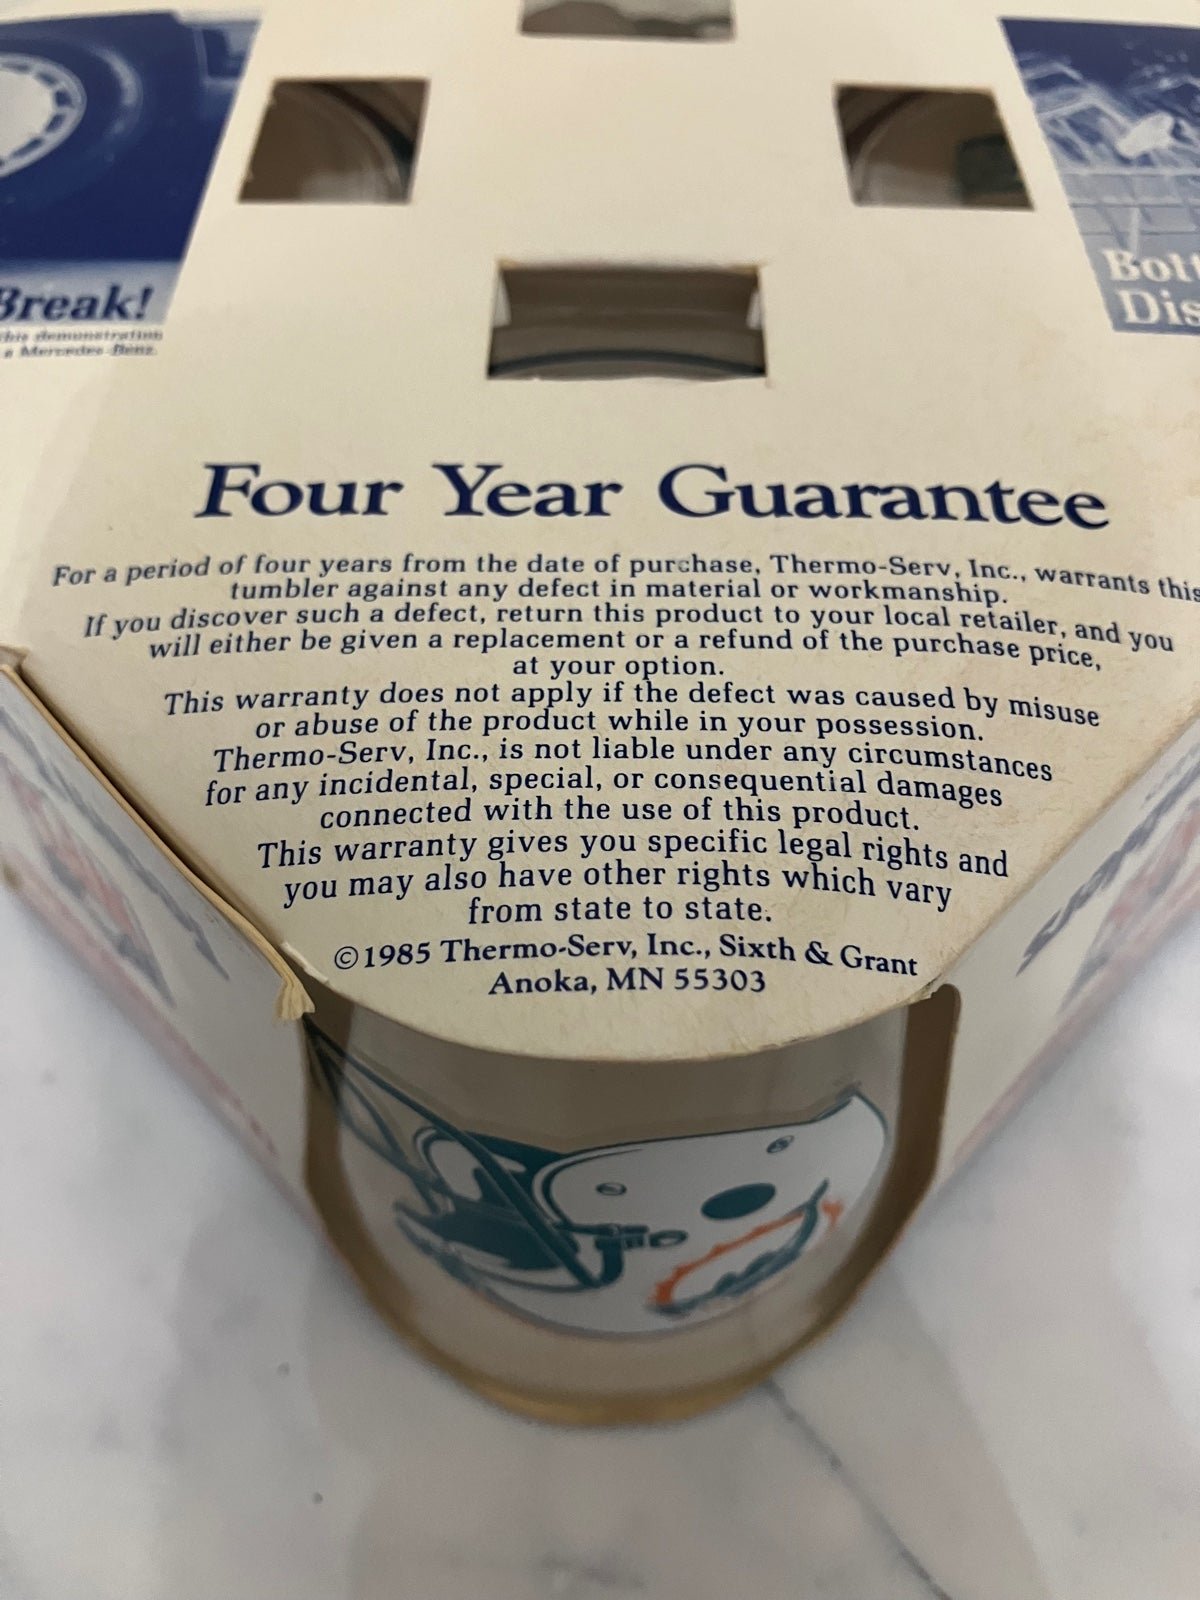 Break!
this demonstration
a Mercedes-Benz.
Four Year Guarantee
For a period of four years from the date of purchase, Thermo-Serv, Inc., warrants this
tumbler against any defect in material or workmanship.
If you discover such a defect, return this product to your local retailer, and you
will either be given a replacement or a refund of the purchase price,
at your option.
This warranty does not apply if the defect was caused by misuse
or abuse of the product while in your possession.
Thermo-Serv, Inc., is not liable under any circumstances
for any incidental, special, or consequential damages
connected with the use of this product.
This warranty gives you specific legal rights and
you may also have other rights which vary
from state to state.
©1985 Thermo-Serv, Inc., Sixth & Grant
Anoka, MN 55303